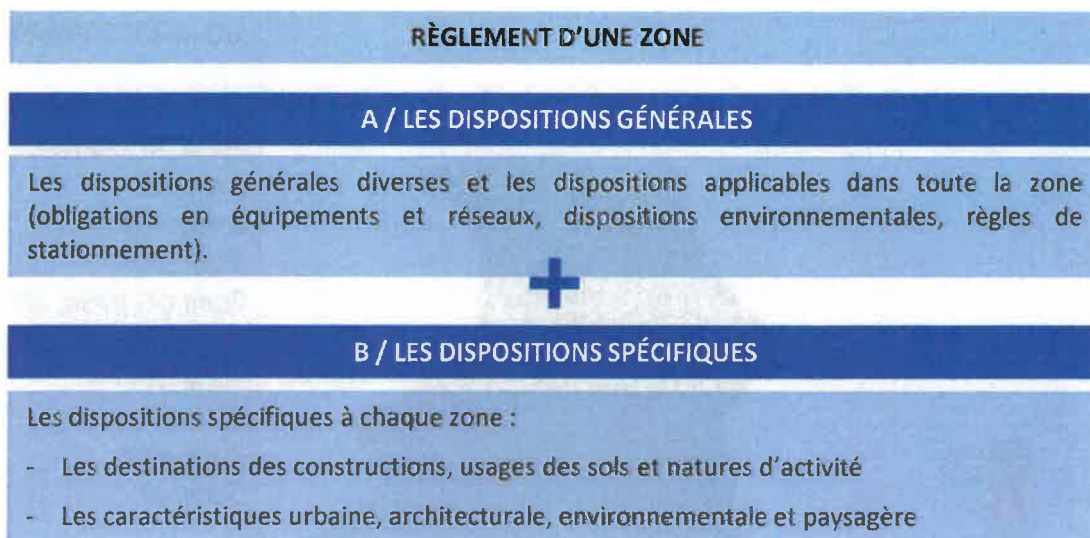 RÈGLEMENT D'UNE ZONE
A / LES DISPOSITIONS GÉNÉRALES
Les dispositions générales diverses et les dispositions applicables dans toute la zone
(obligations en équipements et réseaux, dispositions environnementales, règles de
stationnement).
+
B / LES DISPOSITIONS SPÉCIFIQUES
Les dispositions spécifiques à chaque zone :
- Les destinations des constructions, usages des sols et natures d'activité
- Les caractéristiques urbaine, architecturale, environnementale et paysagère